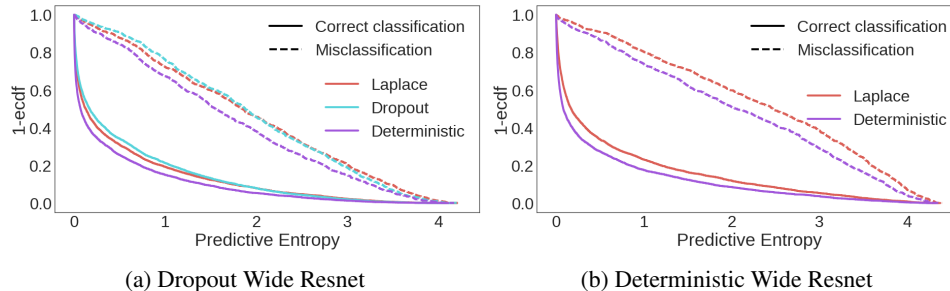 1.0
0.8
0.6
0.4
0.2
0.0
1-ecdf
0 1 2 3 4
Predictive Entropy
Correct classification
Misclassification
Laplace
Dropout
Deterministic
(a) Dropout Wide Resnet
1.0
0.8
0.6
0.4
0.2
0.0
1-ecdf
0 1 2 3 4
Predictive Entropy
Correct classification
Misclassification
Laplace
Deterministic
(b) Deterministic Wide Resnet